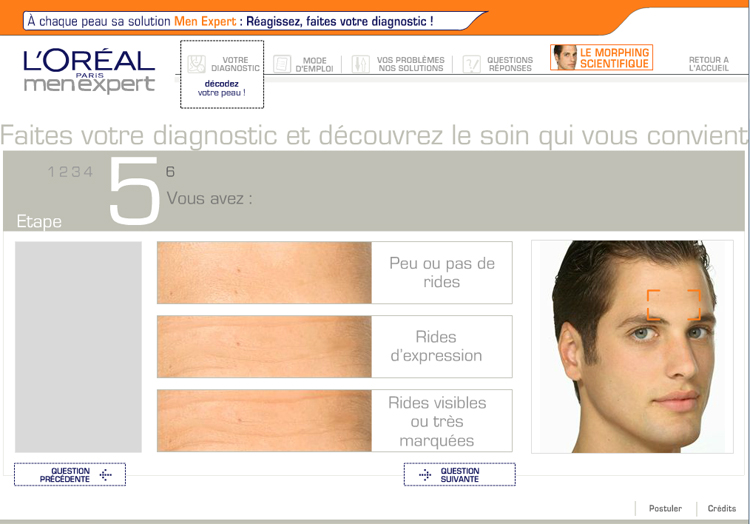 À chaque peau sa solution Men Expert : Réagissez, faites votre diagnostic !
L'ORÉAL
PARIS
men expert
VOTRE
DIAGNOSTIC
décodez
votre peau !
MODE
D'EMPLOI
VOS PROBLÈMES
NOS SOLUTIONS
QUESTIONS
RÉPONSES
LE MORPHING
SCIENTIFIQUE
RETOUR A
L'ACCUEIL
Faites votre diagnostic et découvrez le soin qui vous convient
Etape
1 2 3 4 5 6
Vous avez :
Peu ou pas de
rides
Rides
d'expression
Rides visibles
ou très
marquées
QUESTION
PRÉCÉDENTE
QUESTION
SUIVANTE
Postuler
Crédits